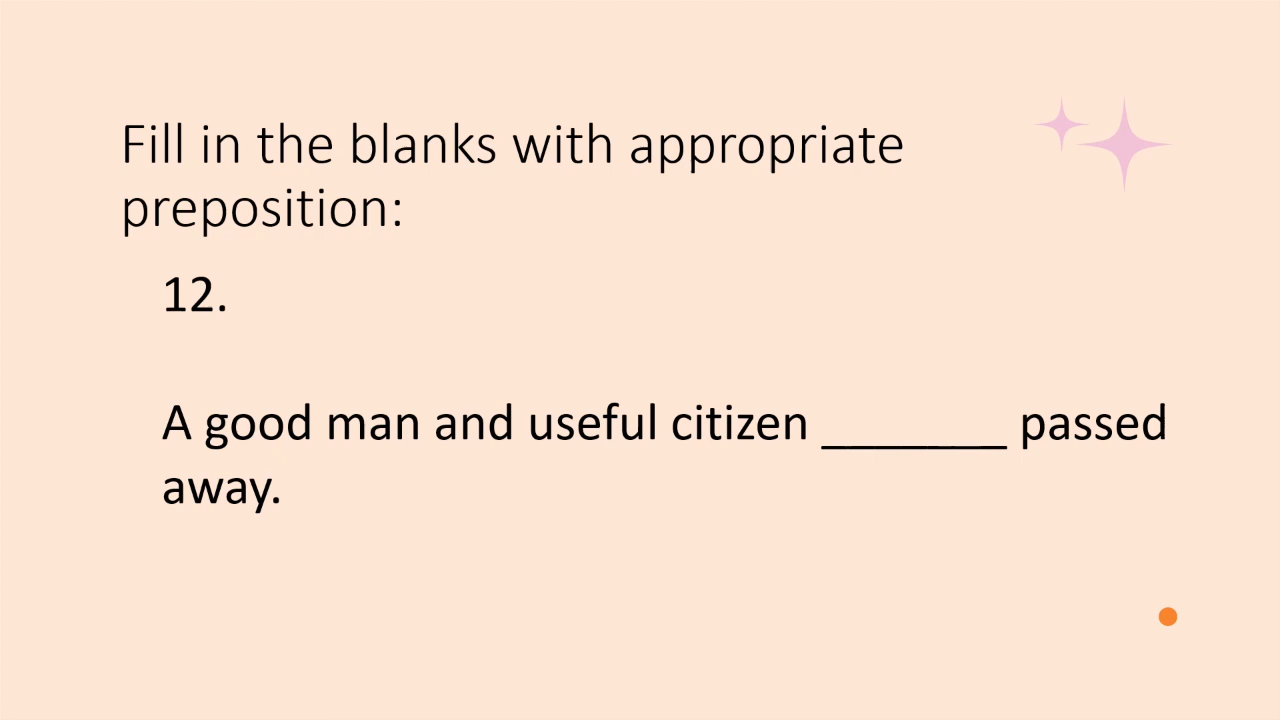 Fill in the blanks with appropriate
preposition:
12.
A good man and useful citizen _______ passed
away.